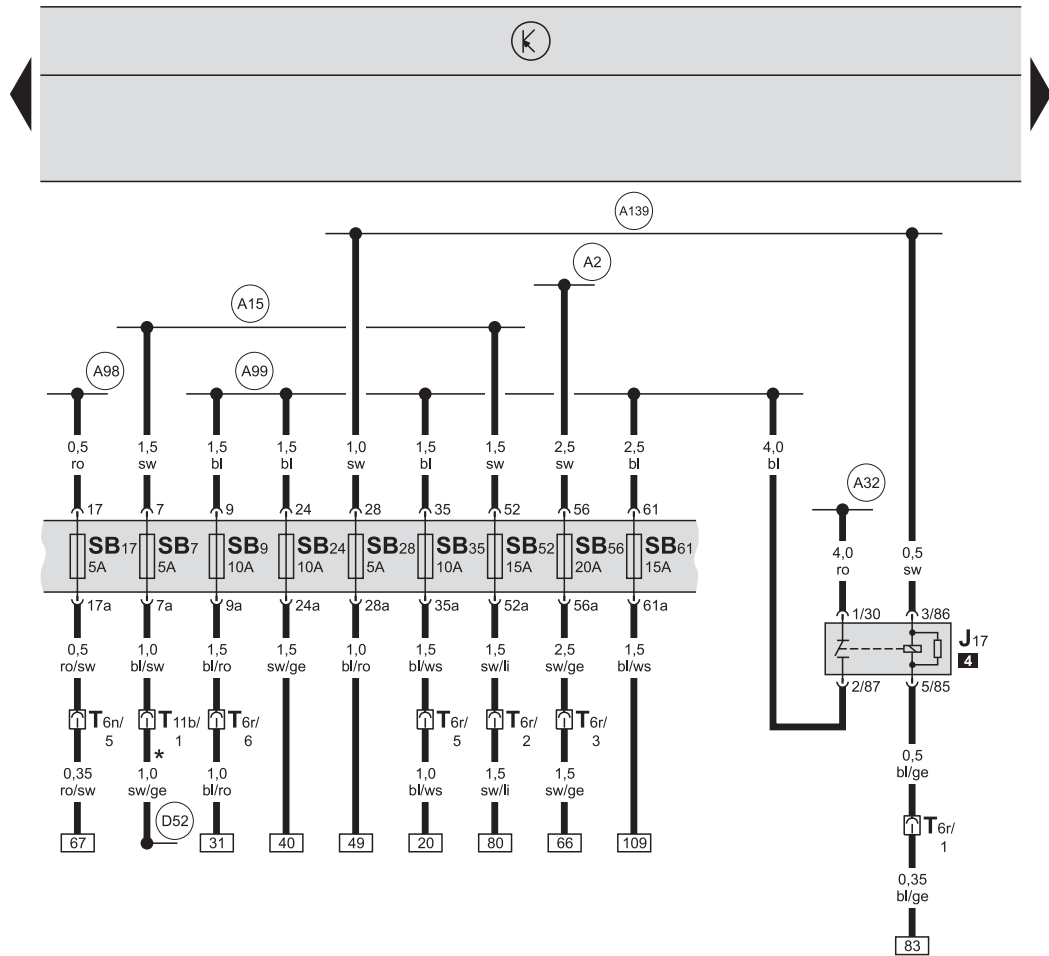 K
A139
A2
A15
A98 A99
0,5 1,5 1,5 1,5 1,0 1,5 1,5 2,5 2,5 4,0
ro sw bl bl sw bl sw sw bl bl
A32
17 7 9 24 28 35 52 56 61
SB17 SB7 SB9 SB24 SB28 SB35 SB52 SB56 SB61
5A 5A 10A 10A 5A 10A 15A 20A 15A
4,0 0,5
ro sw
17a 7a 9a 24a 28a 35a 52a 56a 61a
1/30 3/86
J17
4
2/87 5/85
0,5 1,0 1,5 1,5 1,0 1,5 1,5 2,5 1,5
ro/sw bl/sw bl/ro sw/ge bl/ro bl/ws sw/li sw/ge bl/ws
T6n/ T11b/ T6r/ T6r/ T6r/ T6r/
5 1 6 5 2 3
*
0,35 1,0 1,0 1,0 1,5 1,5
ro/sw sw/ge bl/ro bl/ws sw/li sw/ge
0,5
bl/ge
D52
67 31 40 49 20 80 66 109
T6r/
1
0,35
bl/ge
83